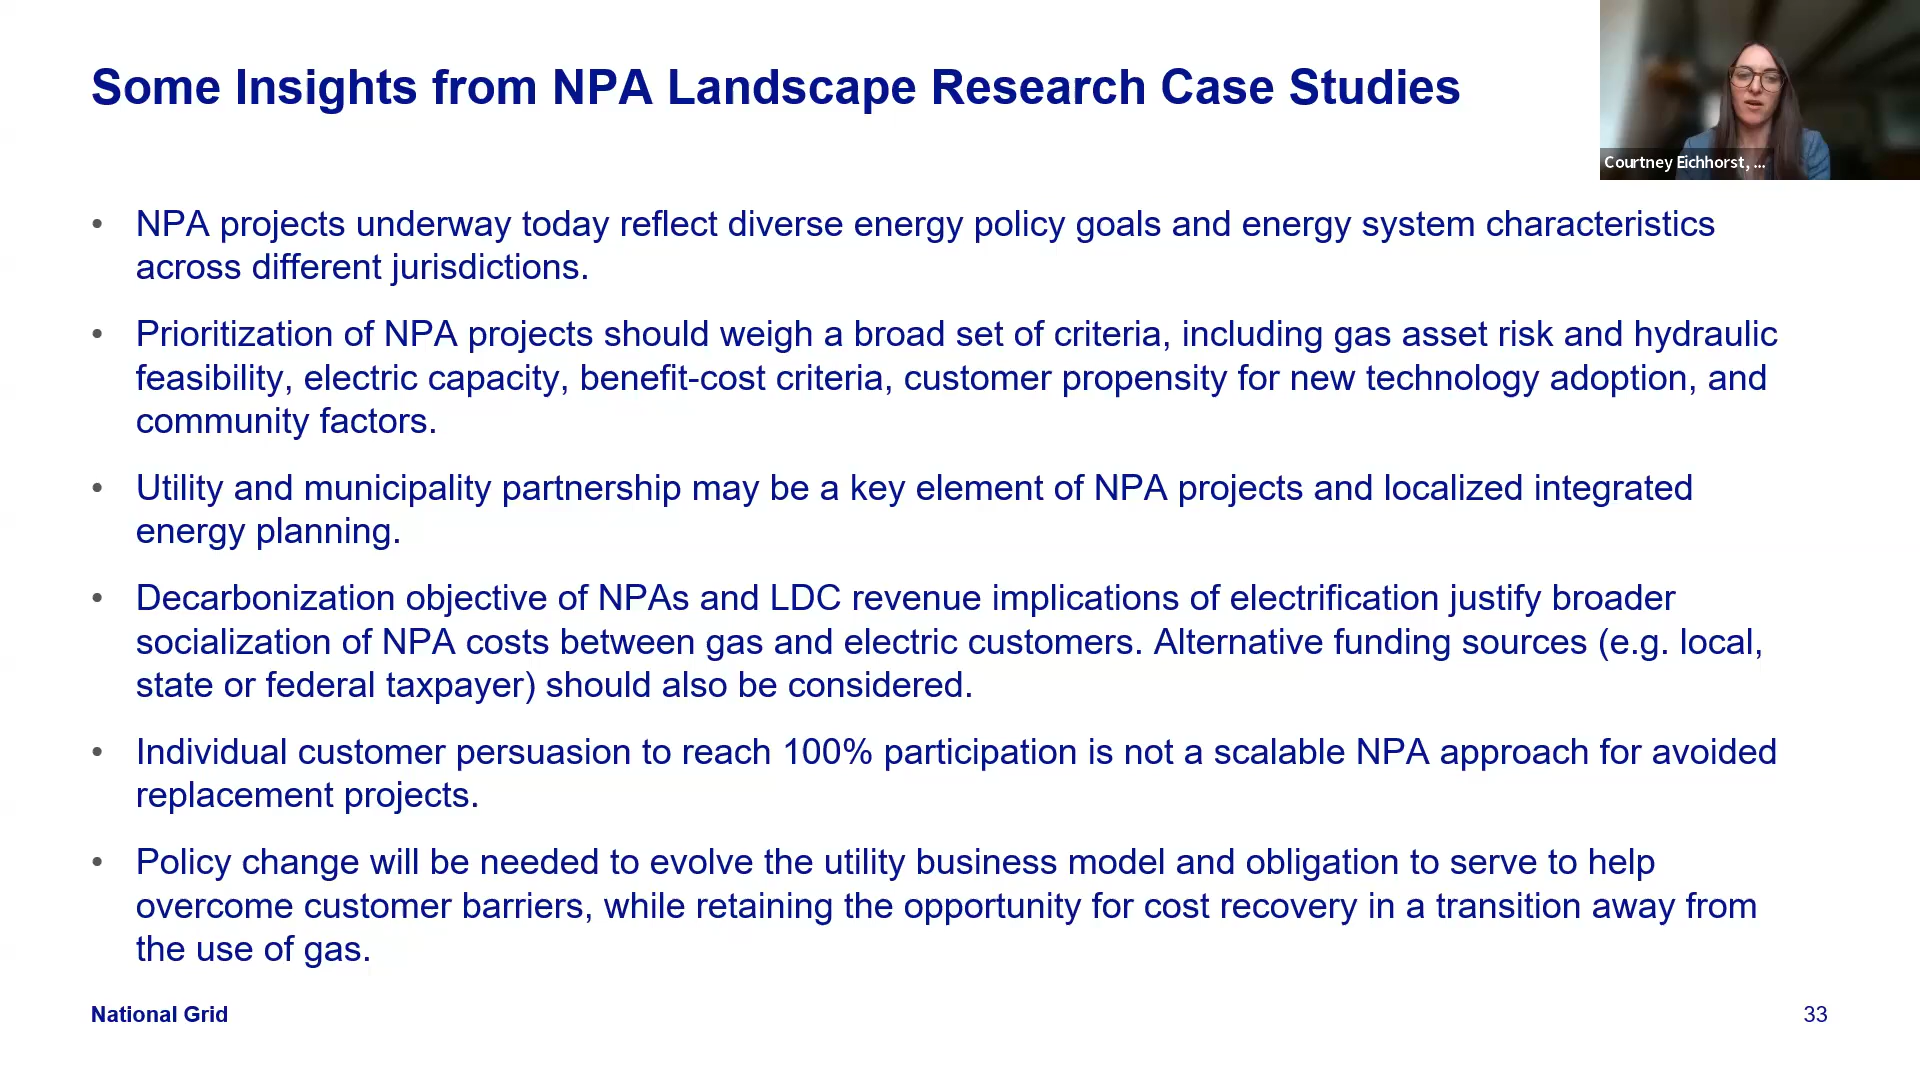 Some Insights from NPA Landscape Research Case Studies
Courtney Eichhorst, ...
• NPA projects underway today reflect diverse energy policy goals and energy system characteristics
across different jurisdictions.
• Prioritization of NPA projects should weigh a broad set of criteria, including gas asset risk and hydraulic
feasibility, electric capacity, benefit-cost criteria, customer propensity for new technology adoption, and
community factors.
• Utility and municipality partnership may be a key element of NPA projects and localized integrated
energy planning.
• Decarbonization objective of NPAs and LDC revenue implications of electrification justify broader
socialization of NPA costs between gas and electric customers. Alternative funding sources (e.g. local,
state or federal taxpayer) should also be considered.
• Individual customer persuasion to reach 100% participation is not a scalable NPA approach for avoided
replacement projects.
• Policy change will be needed to evolve the utility business model and obligation to serve to help
overcome customer barriers, while retaining the opportunity for cost recovery in a transition away from
the use of gas.
National Grid
33